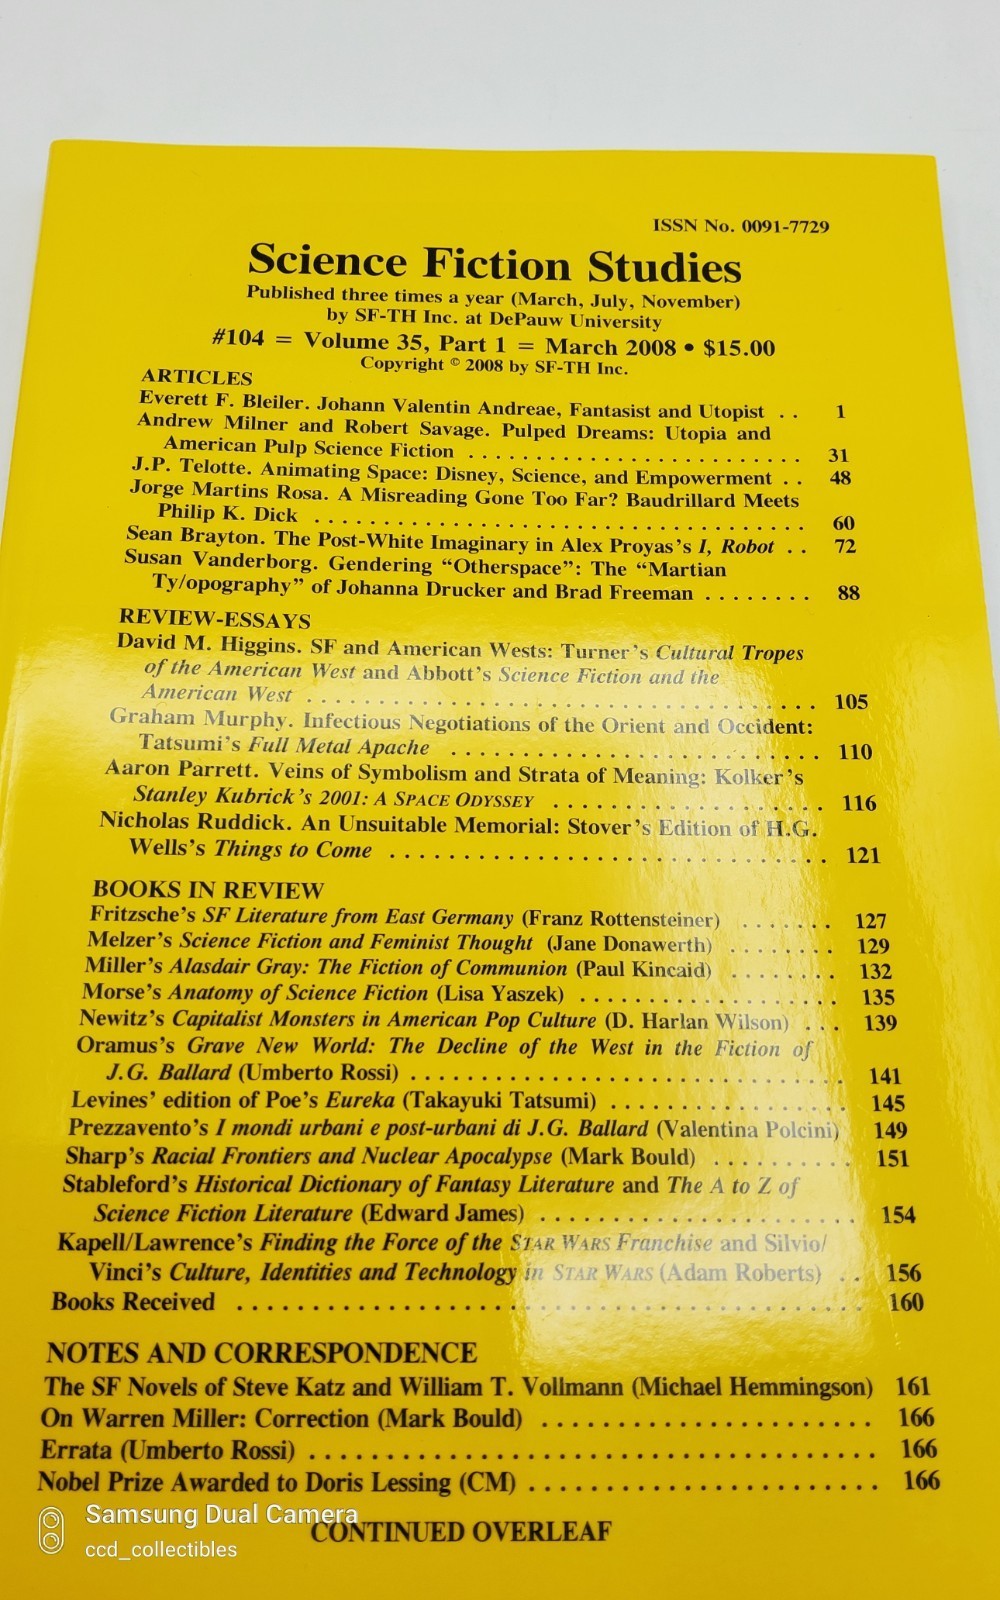 ISSN No. 0091-7729
Science Fiction Studies
Published three times a year (March, July, November)
by SF-TH Inc. at DePauw University
#104 = Volume 35, Part 1 = March 2008 • $15.00
Copyright © 2008 by SF-TH Inc.
ARTICLES
Everett F. Bleiler. Johann Valentin Andreae, Fantasist and Utopist . . 1
Andrew Milner and Robert Savage. Pulped Dreams: Utopia and
American Pulp Science Fiction . . . . . . . . . . . . . . . . . . . . . . . . . 31
J.P. Telotte. Animating Space: Disney, Science, and Empowerment . . 48
Jorge Martins Rosa. A Misreading Gone Too Far? Baudrillard Meets
Philip K. Dick . . . . . . . . . . . . . . . . . . . . . . . . . . . . . . . . . . . . 60
Sean Brayton. The Post-White Imaginary in Alex Proyas's I, Robot . . 72
Susan Vanderborg. Gendering “Otherspace”: The “Martian
Ty/opography” of Johanna Drucker and Brad Freeman . . . . . . . . 88
REVIEW-ESSAYS
David M. Higgins. SF and American Wests: Turner's Cultural Tropes
of the American West and Abbott's Science Fiction and the
American West . . . . . . . . . . . . . . . . . . . . . . . . . . . . . . . . . . . . . 105
Graham Murphy. Infectious Negotiations of the Orient and Occident:
Tatsumi's Full Metal Apache . . . . . . . . . . . . . . . . . . . . . . . . . . . 110
Aaron Parrett. Veins of Symbolism and Strata of Meaning: Kolker's
Stanley Kubrick's 2001: A SPACE ODYSSEY . . . . . . . . . . . . . . . . . . . 116
Nicholas Ruddick. An Unsuitable Memorial: Stover's Edition of H.G.
Wells's Things to Come . . . . . . . . . . . . . . . . . . . . . . . . . . . . . . 121
BOOKS IN REVIEW
Fritzsche's SF Literature from East Germany (Franz Rottensteiner) . . . . . . . 127
Melzer's Science Fiction and Feminist Thought (Jane Donawerth) . . . . . . . . 129
Miller's Alasdair Gray: The Fiction of Communion (Paul Kincaid) . . . . . . . . 132
Morse's Anatomy of Science Fiction (Lisa Yaszek) . . . . . . . . . . . . . . . . . . . . 135
Newitz's Capitalist Monsters in American Pop Culture (D. Harlan Wilson) . . . 139
Oramus's Grave New World: The Decline of the West in the Fiction of
J.G. Ballard (Umberto Rossi) . . . . . . . . . . . . . . . . . . . . . . . . . . . . . . . . 141
Levines' edition of Poe's Eureka (Takayuki Tatsumi) . . . . . . . . . . . . . . . . . . 145
Prezzavento's I mondi urbani e post-urbani di J.G. Ballard (Valentina Polcini) 149
Sharp's Racial Frontiers and Nuclear Apocalypse (Mark Bould) . . . . . . . . . . 151
Stableford's Historical Dictionary of Fantasy Literature and The A to Z of
Science Fiction Literature (Edward James) . . . . . . . . . . . . . . . . . . . . . . . 154
Kapell/Lawrence's Finding the Force of the STAR WARS Franchise and Silvio/
Vinci's Culture, Identities and Technology in STAR WARS (Adam Roberts) . . 156
Books Received . . . . . . . . . . . . . . . . . . . . . . . . . . . . . . . . . . . . . . . . . . . . 160
NOTES AND CORRESPONDENCE
The SF Novels of Steve Katz and William T. Vollmann (Michael Hemmingson) 161
On Warren Miller: Correction (Mark Bould) . . . . . . . . . . . . . . . . . . . . . . . 166
Errata (Umberto Rossi) . . . . . . . . . . . . . . . . . . . . . . . . . . . . . . . . . . . . . . 166
Nobel Prize Awarded to Doris Lessing (CM) . . . . . . . . . . . . . . . . . . . . . . . . 166
CONTINUED OVERLEAF
Samsung Dual Camera
ccd_collectibles